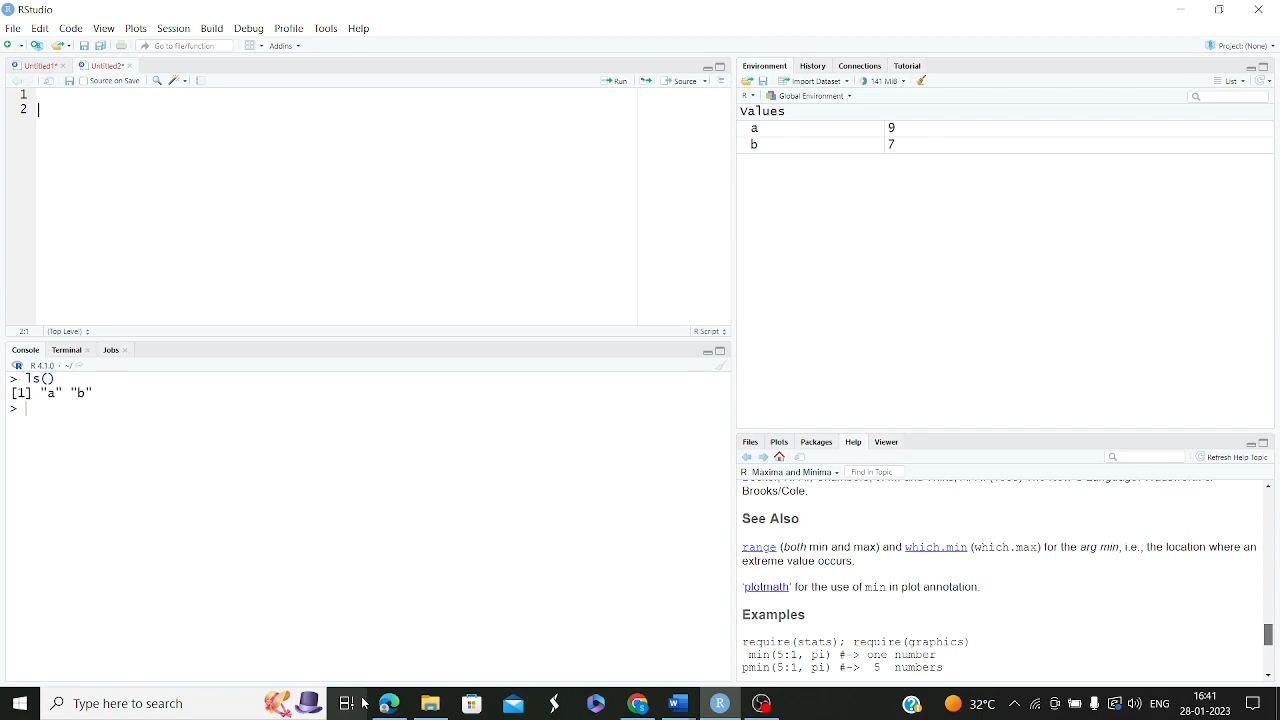 RStudio
File Edit Code View Plots Session Build Debug Profile Tools Help
Go to file/function Addins Project: (None)
Untitled1* Untitled2*
Source on Save Run Source
1
2
2:1 (Top Level) R Script
Console Terminal Jobs
R 4.1.0 · ~/
> ls()
[1] "a" "b"
>
Environment History Connections Tutorial
Import Dataset 141 MiB List
R Global Environment
Values
a 9
b 7
Files Plots Packages Help Viewer
Refresh Help Topic
R: Maxima and Minima Find in Topic
Brooks/Cole.
See Also
range (both min and max) and which.min (which.max) for the arg min, i.e., the location where an
extreme value occurs.
‘plotmath’ for the use of min in plot annotation.
Examples
require(stats); require(graphics)
min(5:1, pi) #-> one number
pmin(5:1, pi) #-> 5 numbers
Type here to search 32°C ENG 16:41
28-01-2023